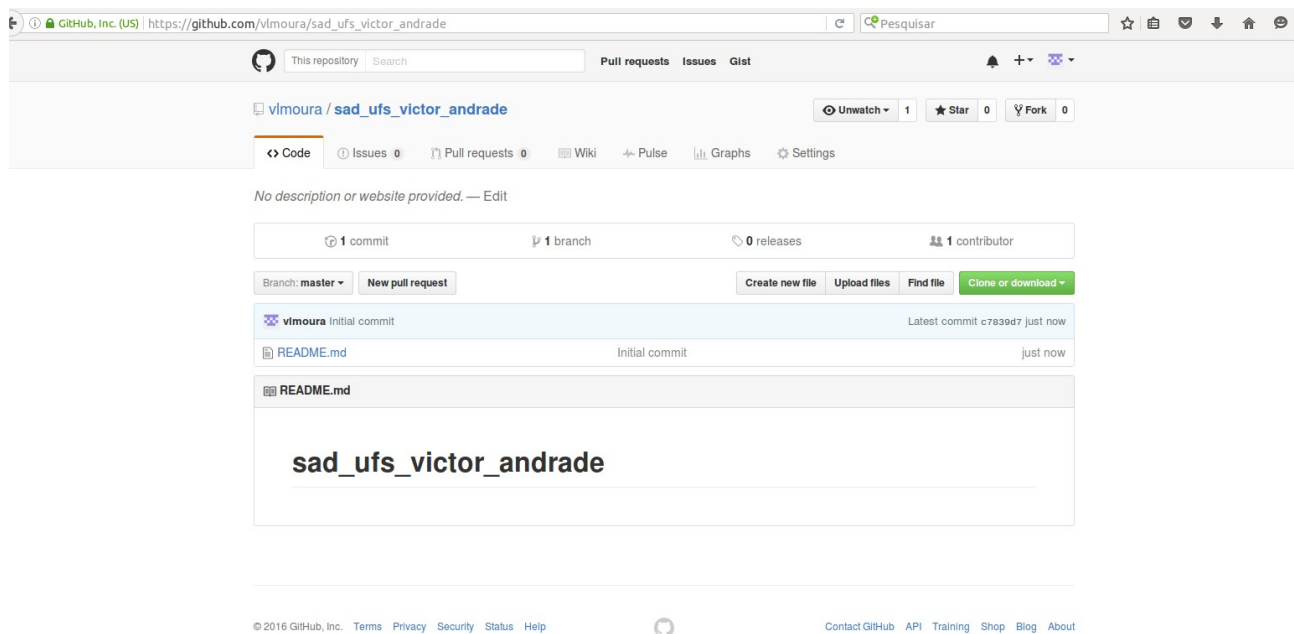 GitHub, Inc. (US) https://github.com/vlmoura/sad_ufs_victor_andrade Pesquisar
This repository Search Pull requests Issues Gist
vlmoura / sad_ufs_victor_andrade Unwatch 1 Star 0 Fork 0
Code Issues 0 Pull requests 0 Wiki Pulse Graphs Settings
No description or website provided. — Edit
1 commit 1 branch 0 releases 1 contributor
Branch: master New pull request Create new file Upload files Find file Clone or download
vlmoura Initial commit Latest commit c7839d7 just now
README.md Initial commit just now
README.md
sad_ufs_victor_andrade
© 2016 GitHub, Inc. Terms Privacy Security Status Help Contact GitHub API Training Shop Blog About